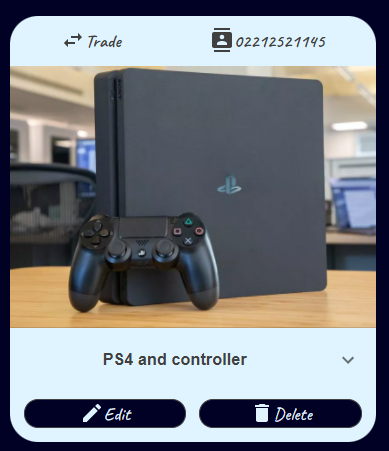 Trade 02212521145
PS4 and controller
Edit Delete